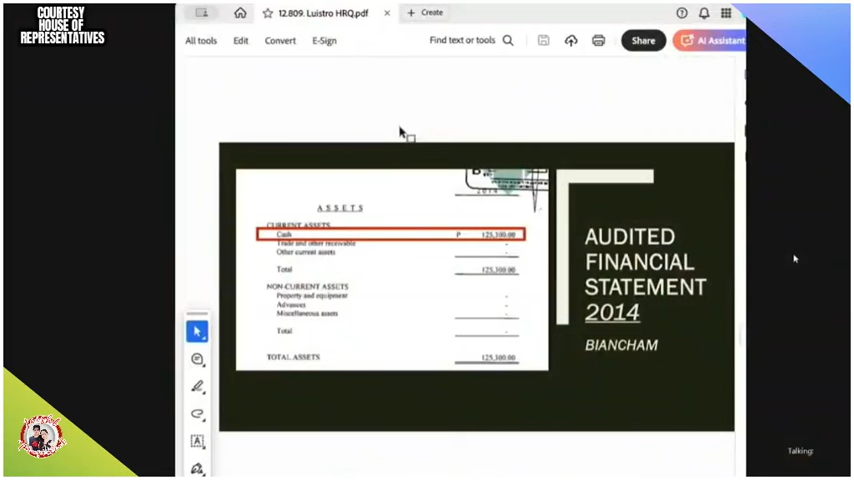 COURTESY
HOUSE OF
REPRESENTATIVES
12.809. Luistro HRQ.pdf
Create
All tools
Edit
Convert
E-Sign
Find text or tools
Share
AI Assistant
2014
ASSETS
CURRENT ASSETS
Cash P 125,300.00
Trade and other receivable -
Other current assets -
Total 125,300.00
NON-CURRENT ASSETS
Property and equipment -
Advances -
Miscellaneous assets -
Total -
TOTAL ASSETS 125,300.00
AUDITED
FINANCIAL
STATEMENT
2014
BIANCHAM
Talking: